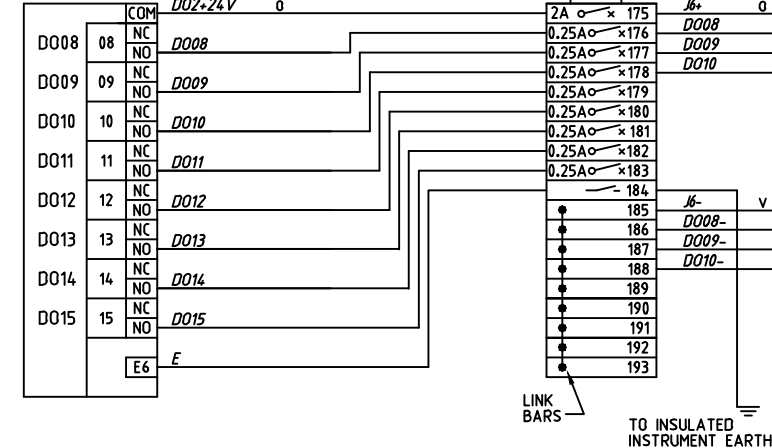 COM DO2+24V 0 2A 175 J6+ 0
NC 0.25A 176 DO08
DO08 08 NO DO08 0.25A 177 DO09
NC 0.25A 178 DO10
DO09 09 NO DO09 0.25A 179
NC 0.25A 180
DO10 10 NO DO10 0.25A 181
NC 0.25A 182
DO11 11 NO DO11 0.25A 183
NC 184
DO12 12 NO DO12 185 J6- V
NC 186 DO08-
DO13 13 NO DO13 187 DO09-
NC 188 DO10-
DO14 14 NO DO14 189
NC 190
DO15 15 NO DO15 191
192
E6 E 193
LINK
BARS
TO INSULATED
INSTRUMENT EARTH